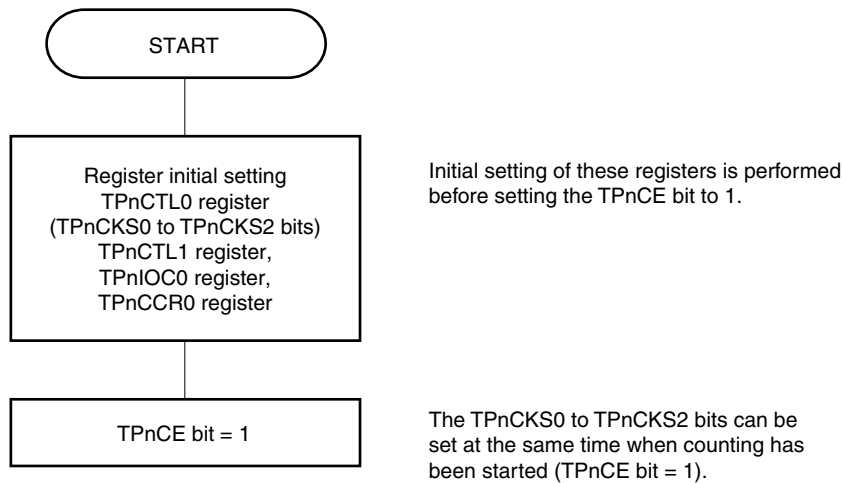 START
Register initial setting
TPnCTL0 register
(TPnCKS0 to TPnCKS2 bits)
TPnCTL1 register,
TPnIOC0 register,
TPnCCR0 register
Initial setting of these registers is performed
before setting the TPnCE bit to 1.
TPnCE bit = 1
The TPnCKS0 to TPnCKS2 bits can be
set at the same time when counting has
been started (TPnCE bit = 1).